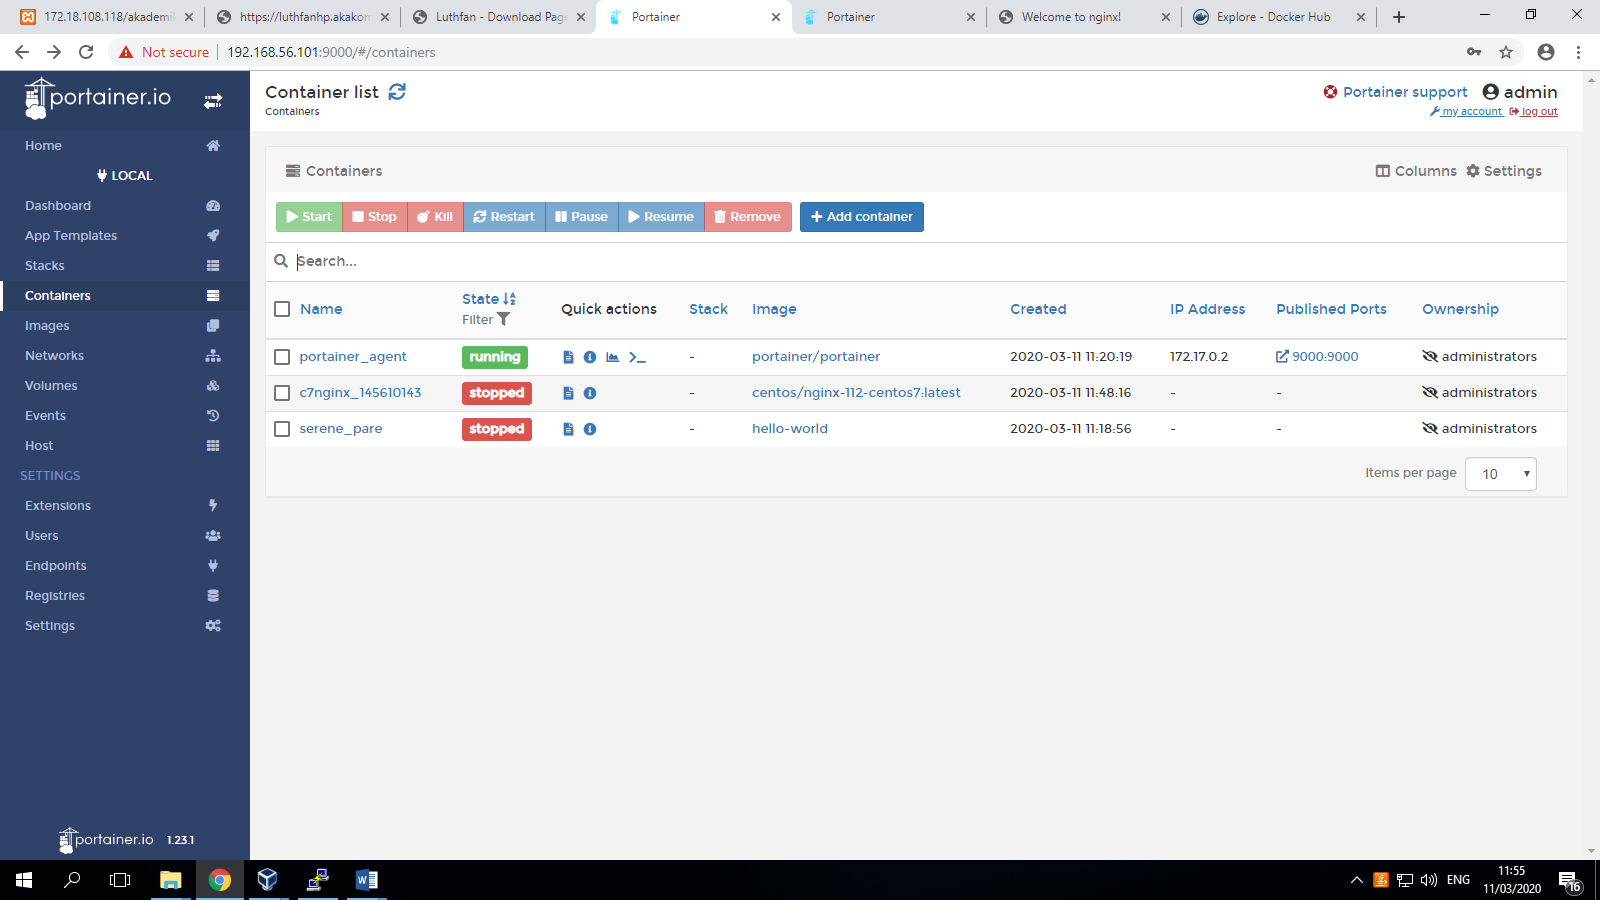 172.18.108.118/akademi
https://luthfanhp.akakom
Luthfan - Download Page
Portainer
Portainer
Welcome to nginx!
Explore - Docker Hub
Not secure
192.168.56.101:9000/#/containers
portainer.io
Container list
Containers
Portainer support
admin
my account
log out
Home
LOCAL
Dashboard
App Templates
Stacks
Containers
Images
Networks
Volumes
Events
Host
SETTINGS
Extensions
Users
Endpoints
Registries
Settings
portainer.io 1.23.1
Containers
Columns
Settings
Start
Stop
Kill
Restart
Pause
Resume
Remove
Add container
Search...
Name State Quick actions Stack Image Created IP Address Published Ports Ownership
Filter
portainer_agent running - portainer/portainer 2020-03-11 11:20:19 172.17.0.2 9000:9000 administrators
c7nginx_145610143 stopped - centos/nginx-112-centos7:latest 2020-03-11 11:48:16 - - administrators
serene_pare stopped - hello-world 2020-03-11 11:18:56 - - administrators
Items per page 10
ENG
11:55
11/03/2020
16